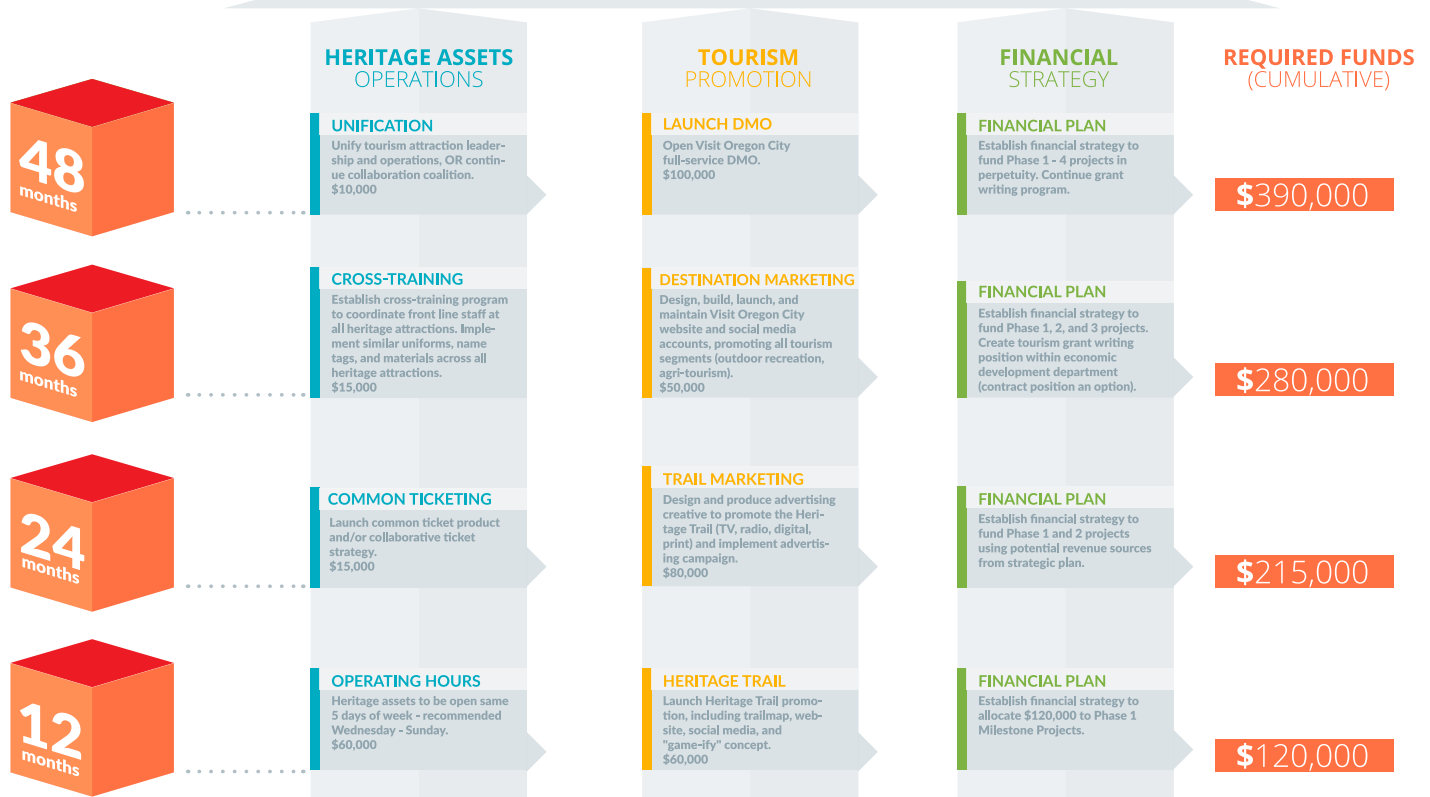 HERITAGE ASSETS
OPERATIONS
TOURISM
PROMOTION
FINANCIAL
STRATEGY
REQUIRED FUNDS
(CUMULATIVE)
48
months
UNIFICATION
Unify tourism attraction leader-
ship and operations, OR contin-
ue collaboration coalition.
$10,000
LAUNCH DMO
Open Visit Oregon City
full-service DMO.
$100,000
FINANCIAL PLAN
Establish financial strategy to
fund Phase 1 - 4 projects in
perpetuity. Continue grant
writing program.
$390,000
36
months
CROSS-TRAINING
Establish cross-training program
to coordinate front line staff at
all heritage attractions. Imple-
ment similar uniforms, name
tags, and materials across all
heritage attractions.
$15,000
DESTINATION MARKETING
Design, build, launch, and
maintain Visit Oregon City
website and social media
accounts, promoting all tourism
segments (outdoor recreation,
agri-tourism).
$50,000
FINANCIAL PLAN
Establish financial strategy to
fund Phase 1, 2, and 3 projects.
Create tourism grant writing
position within economic
development department
(contract position an option).
$280,000
24
months
COMMON TICKETING
Launch common ticket product
and/or collaborative ticket
strategy.
$15,000
TRAIL MARKETING
Design and produce advertising
creative to promote the Heri-
tage Trail (TV, radio, digital,
print) and implement advertis-
ing campaign.
$80,000
FINANCIAL PLAN
Establish financial strategy to
fund Phase 1 and 2 projects
using potential revenue sources
from strategic plan.
$215,000
12
months
OPERATING HOURS
Heritage assets to be open same
5 days of week - recommended
Wednesday - Sunday.
$60,000
HERITAGE TRAIL
Launch Heritage Trail promo-
tion, including trailmap, web-
site, social media, and
"game-ify" concept.
$60,000
FINANCIAL PLAN
Establish financial strategy to
allocate $120,000 to Phase 1
Milestone Projects.
$120,000